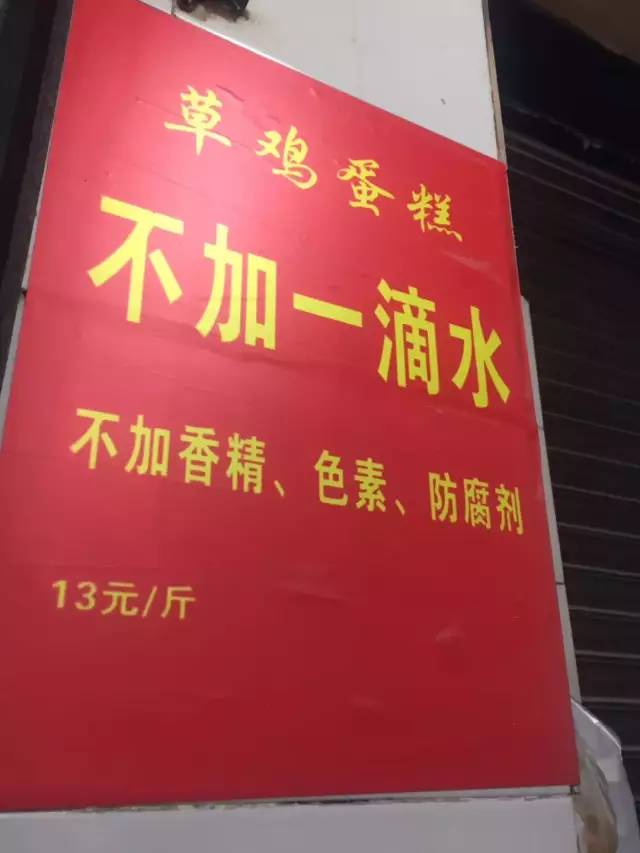 草鸡蛋糕
不加一滴水
不加香精、色素、防腐剂
13元/斤